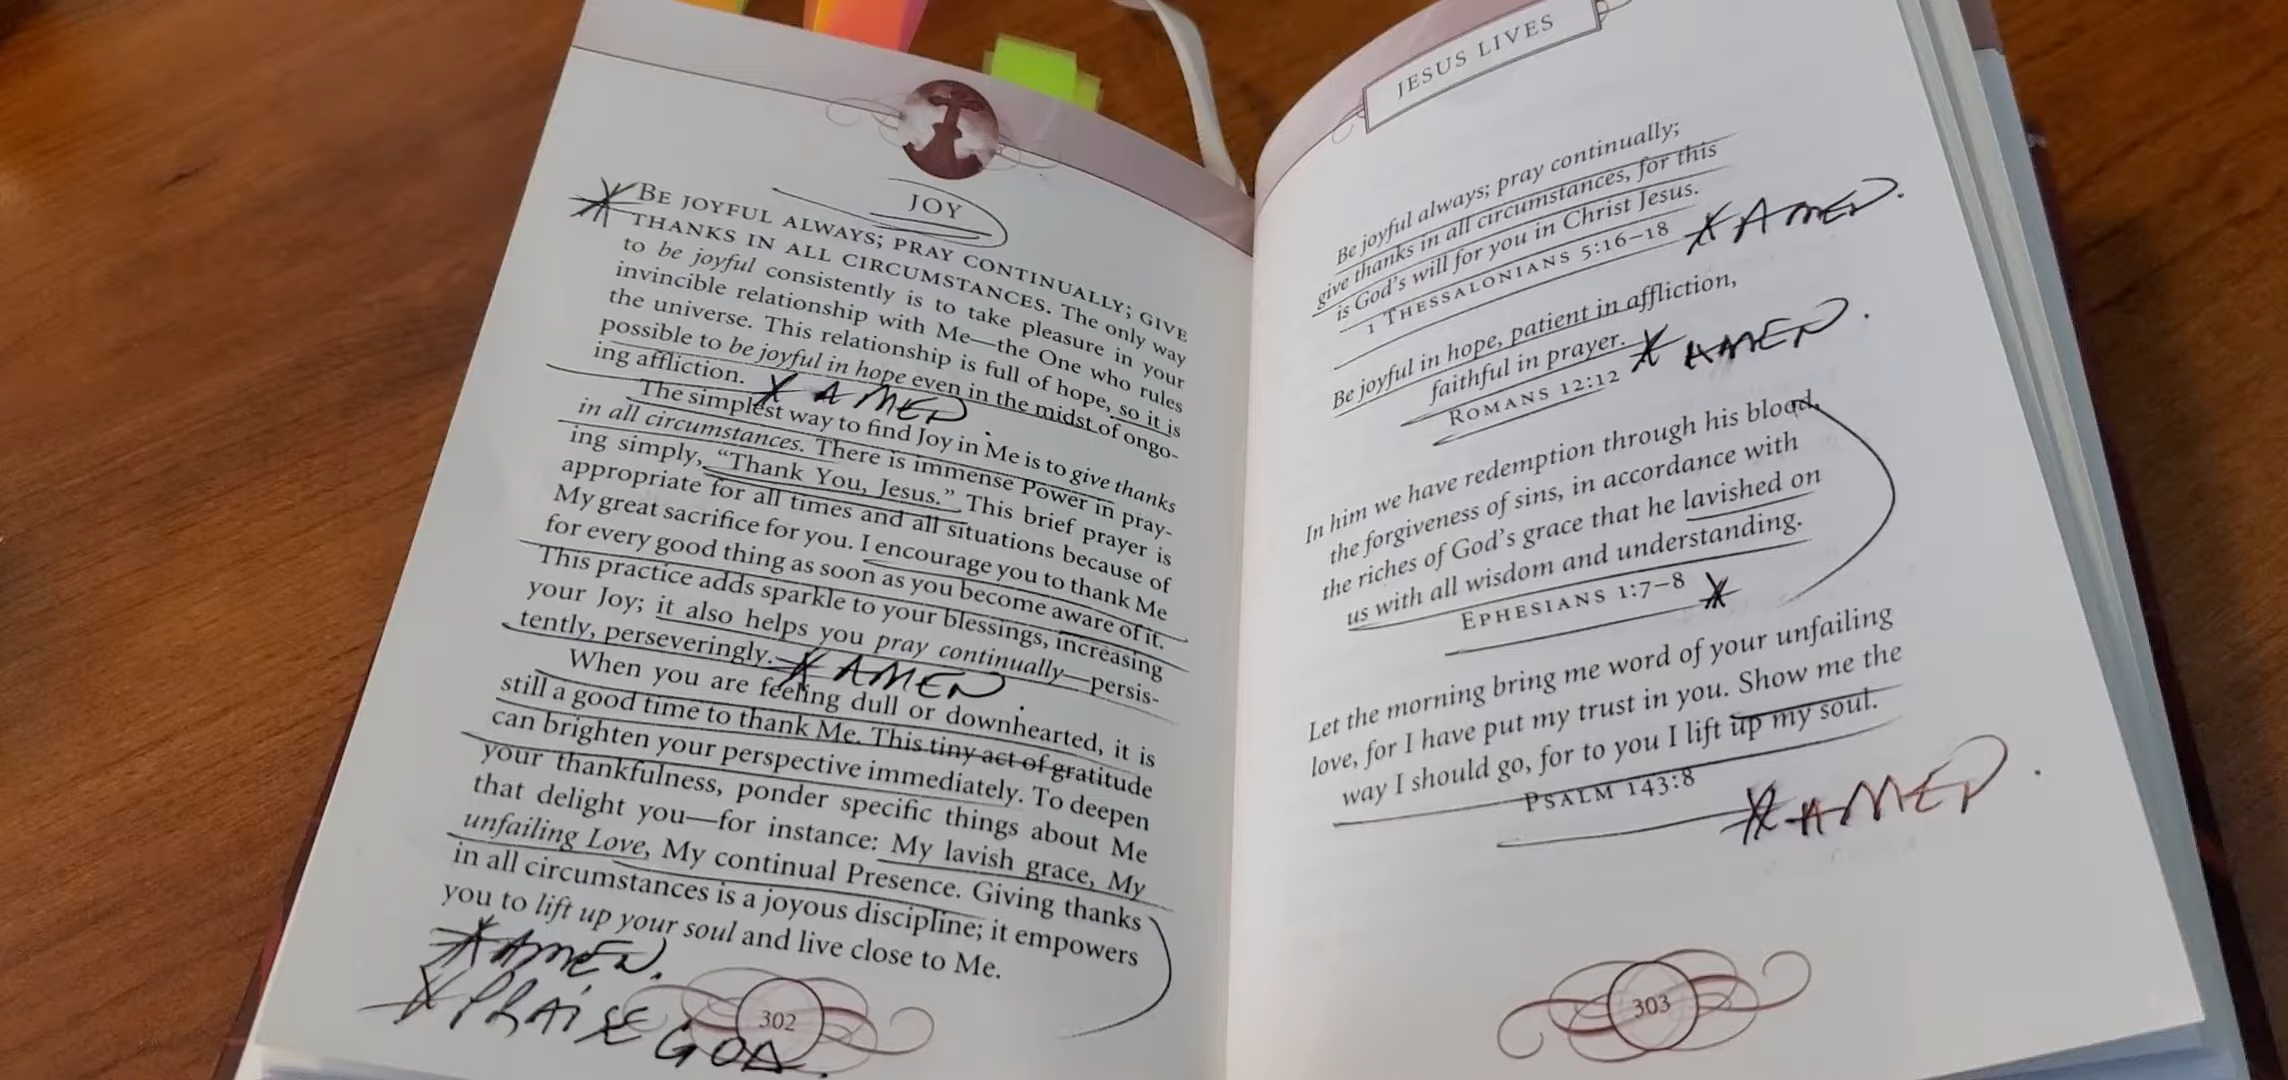 JOY
BE JOYFUL ALWAYS; PRAY CONTINUALLY; GIVE
THANKS IN ALL CIRCUMSTANCES. The only way
to be joyful consistently is to take pleasure in your
invincible relationship with Me—the One who rules
the universe. This relationship is full of hope, so it is
possible to be joyful in hope even in the midst of ongo-
ing affliction. AMEN.
The simplest way to find Joy in Me is to give thanks
in all circumstances. There is immense Power in pray-
ing simply, “Thank You, Jesus.” This brief prayer is
appropriate for all times and all situations because of
My great sacrifice for you. I encourage you to thank Me
for every good thing as soon as you become aware of it.
This practice adds sparkle to your blessings, increasing
your Joy; it also helps you pray continually—persis-
tently, perseveringly. AMEN.
When you are feeling dull or downhearted, it is
still a good time to thank Me. This tiny act of gratitude
can brighten your perspective immediately. To deepen
your thankfulness, ponder specific things about Me
that delight you—for instance: My lavish grace, My
unfailing Love, My continual Presence. Giving thanks
in all circumstances is a joyous discipline; it empowers
you to lift up your soul and live close to Me.
AMEN.
PRAISE GOD.
302
JESUS LIVES
Be joyful always; pray continually;
give thanks in all circumstances, for this
is God’s will for you in Christ Jesus.
1 THESSALONIANS 5:16–18 AMEN.
Be joyful in hope, patient in affliction,
faithful in prayer. AMEN.
ROMANS 12:12
In him we have redemption through his blood,
the forgiveness of sins, in accordance with
the riches of God’s grace that he lavished on
us with all wisdom and understanding.
EPHESIANS 1:7–8
Let the morning bring me word of your unfailing
love, for I have put my trust in you. Show me the
way I should go, for to you I lift up my soul.
PSALM 143:8
AMEN.
303